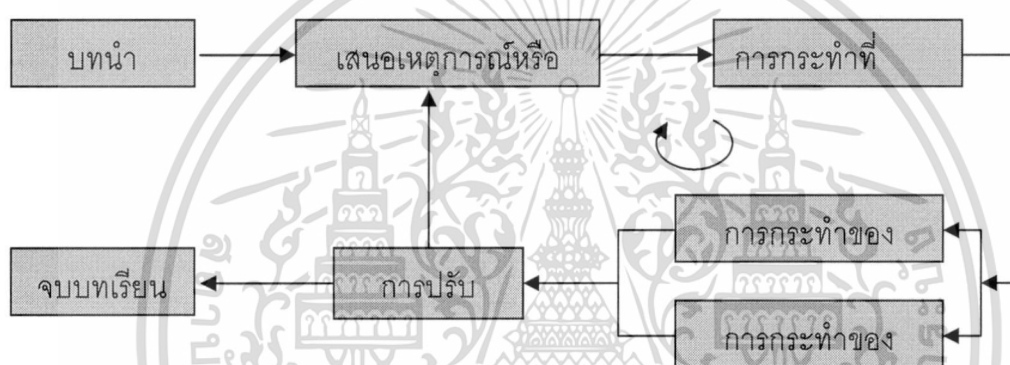 บทนำ
เสนอเหตุการณ์หรือ
การกระทำที่
การกระทำของ
จบบทเรียน
การปรับ
การกระทำของ